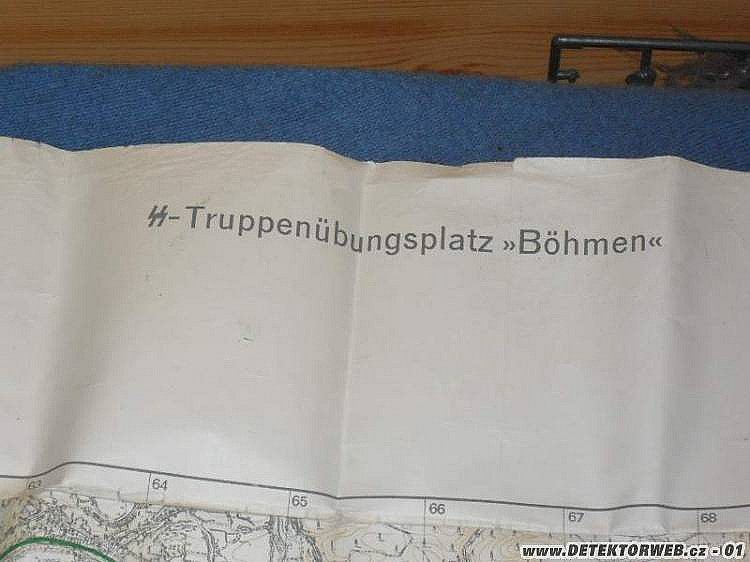 ᛋᛋ-Truppenübungsplatz »Böhmen«
63 64 65 66 67 68
www.DETEKTORWEB.cz - 01